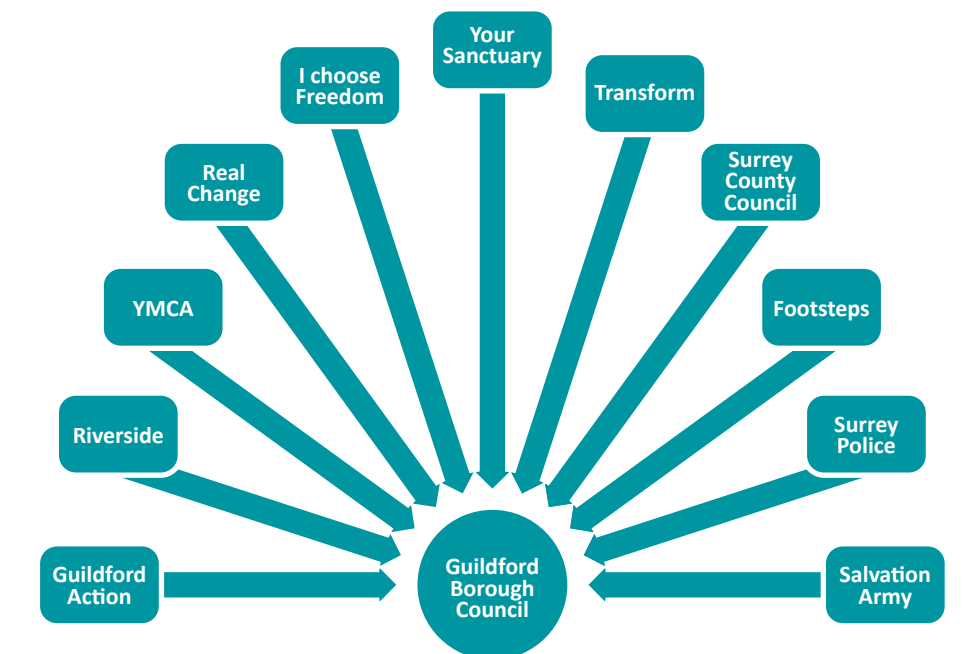 Your
Sanctuary
I choose
Freedom
Transform
Real
Change
Surrey
County
Council
YMCA
Footsteps
Riverside
Surrey
Police
Guildford
Action
Guildford
Borough
Council
Salvation
Army